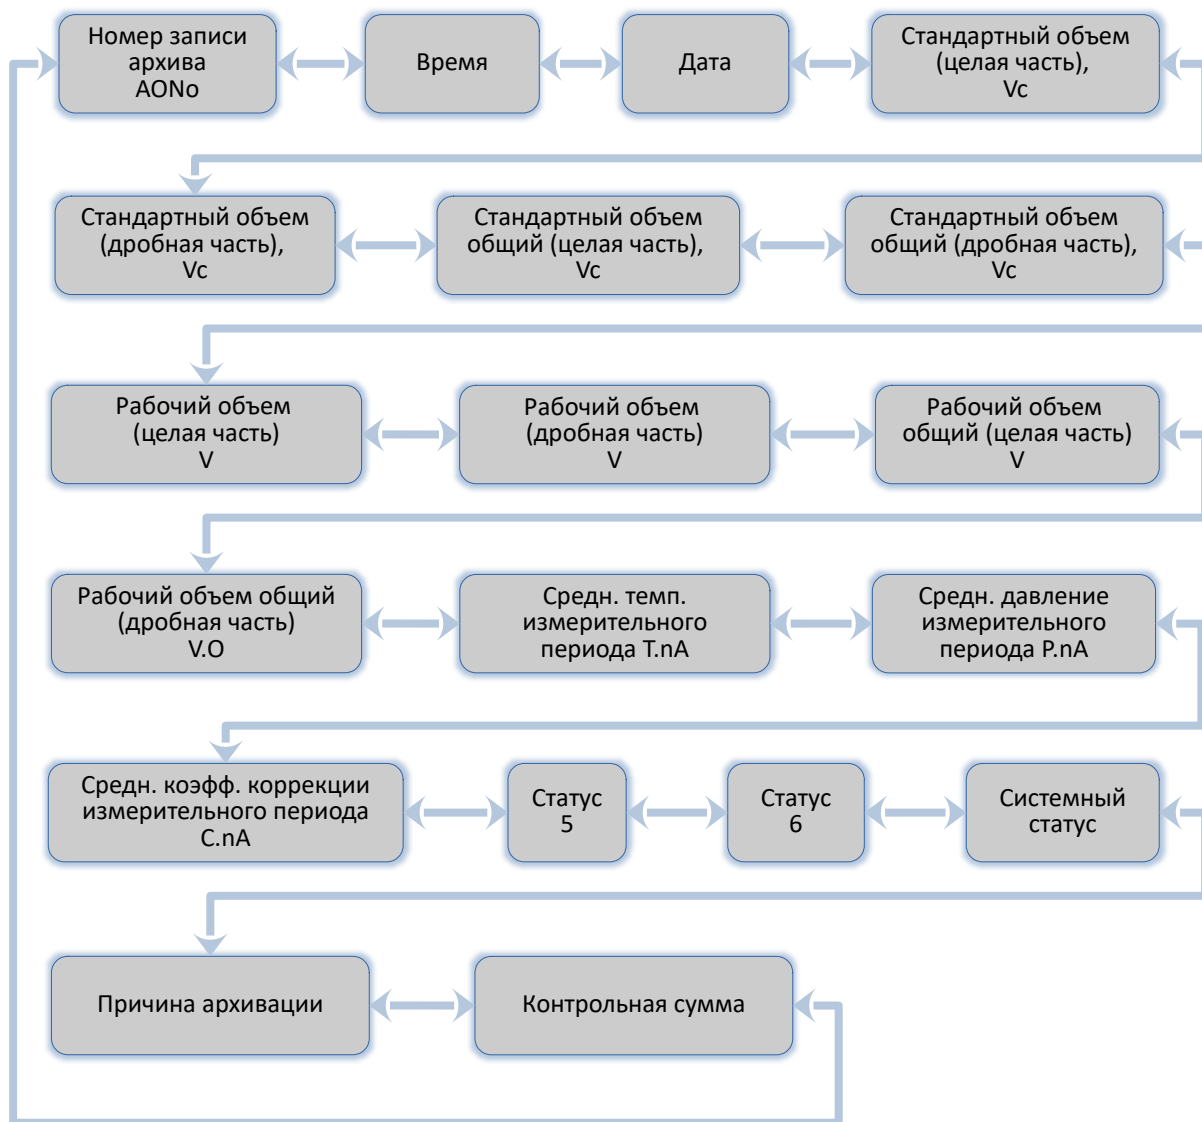 Номер записи
архива
AONo
Время
Дата
Стандартный объем
(целая часть),
Vc
Стандартный объем
(дробная часть),
Vc
Стандартный объем
общий (целая часть),
Vc
Стандартный объем
общий (дробная часть),
Vc
Рабочий объем
(целая часть)
V
Рабочий объем
(дробная часть)
V
Рабочий объем
общий (целая часть)
V
Рабочий объем общий
(дробная часть)
V.O
Средн. темп.
измерительного
периода T.nA
Средн. давление
измерительного
периода P.nA
Средн. коэфф. коррекции
измерительного периода
C.nA
Статус
5
Статус
6
Системный
статус
Причина архивации
Контрольная сумма